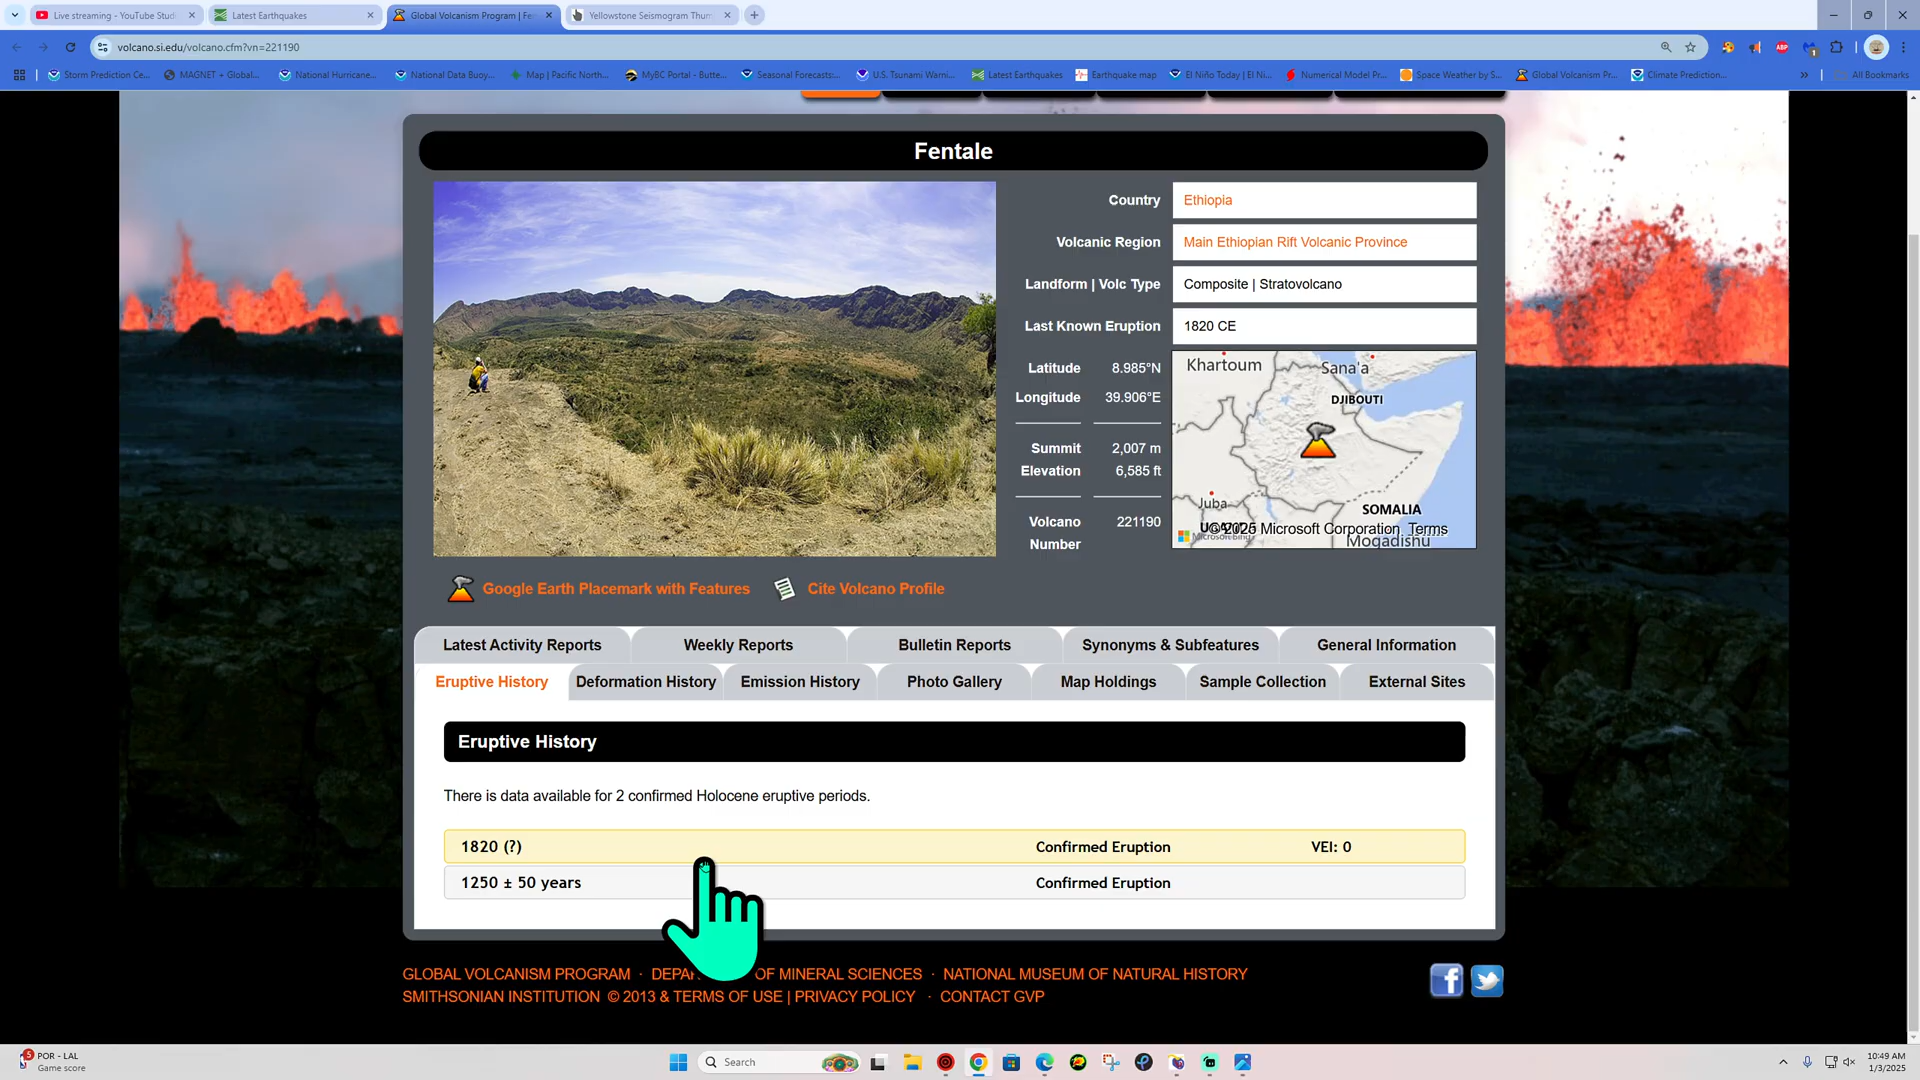 Live streaming - YouTube Studi
Latest Earthquakes
Global Volcanism Program | Fe
Yellowstone Seismogram Thum
volcano.si.edu/volcano.cfm?vn=221190
ABP
1
Storm Prediction Ce...
MAGNET + Global...
National Hurricane...
National Data Buoy...
Map | Pacific North...
MyBC Portal - Butte...
Seasonal Forecasts:...
U.S. Tsunami Warni...
Latest Earthquakes
Earthquake map
El Niño Today | El Ni...
Numerical Model Pr...
Space Weather by S...
Global Volcanism Pr...
Climate Prediction...
All Bookmarks
Fentale
Country
Ethiopia
Volcanic Region
Main Ethiopian Rift Volcanic Province
Landform | Volc Type
Composite | Stratovolcano
Last Known Eruption
1820 CE
Latitude
8.985°N
Longitude
39.906°E
Summit
Elevation
2,007 m
6,585 ft
Volcano
Number
221190
Khartoum
Sana'a
DJIBOUTI
Juba
SOMALIA
© 2025 Microsoft Corporation Terms
Microsoft Bing
Mogadishu
Google Earth Placemark with Features
Cite Volcano Profile
Latest Activity Reports
Weekly Reports
Bulletin Reports
Synonyms & Subfeatures
General Information
Eruptive History
Deformation History
Emission History
Photo Gallery
Map Holdings
Sample Collection
External Sites
Eruptive History
There is data available for 2 confirmed Holocene eruptive periods.
1820 (?)
Confirmed Eruption
VEI: 0
1250 ± 50 years
Confirmed Eruption
GLOBAL VOLCANISM PROGRAM · DEPAR OF MINERAL SCIENCES · NATIONAL MUSEUM OF NATURAL HISTORY
SMITHSONIAN INSTITUTION © 2013 & TERMS OF USE | PRIVACY POLICY · CONTACT GVP
5
POR - LAL
Game score
Search
10:49 AM
1/3/2025